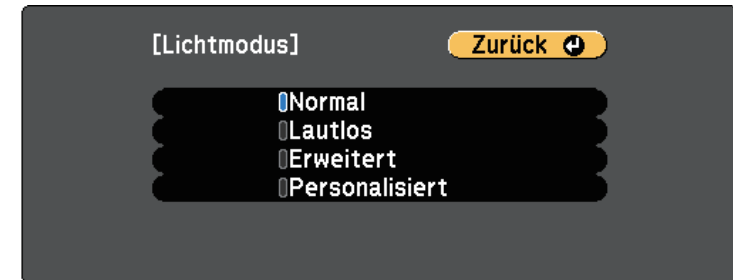 [Lichtmodus] Zurück
Normal
Lautlos
Erweitert
Personalisiert